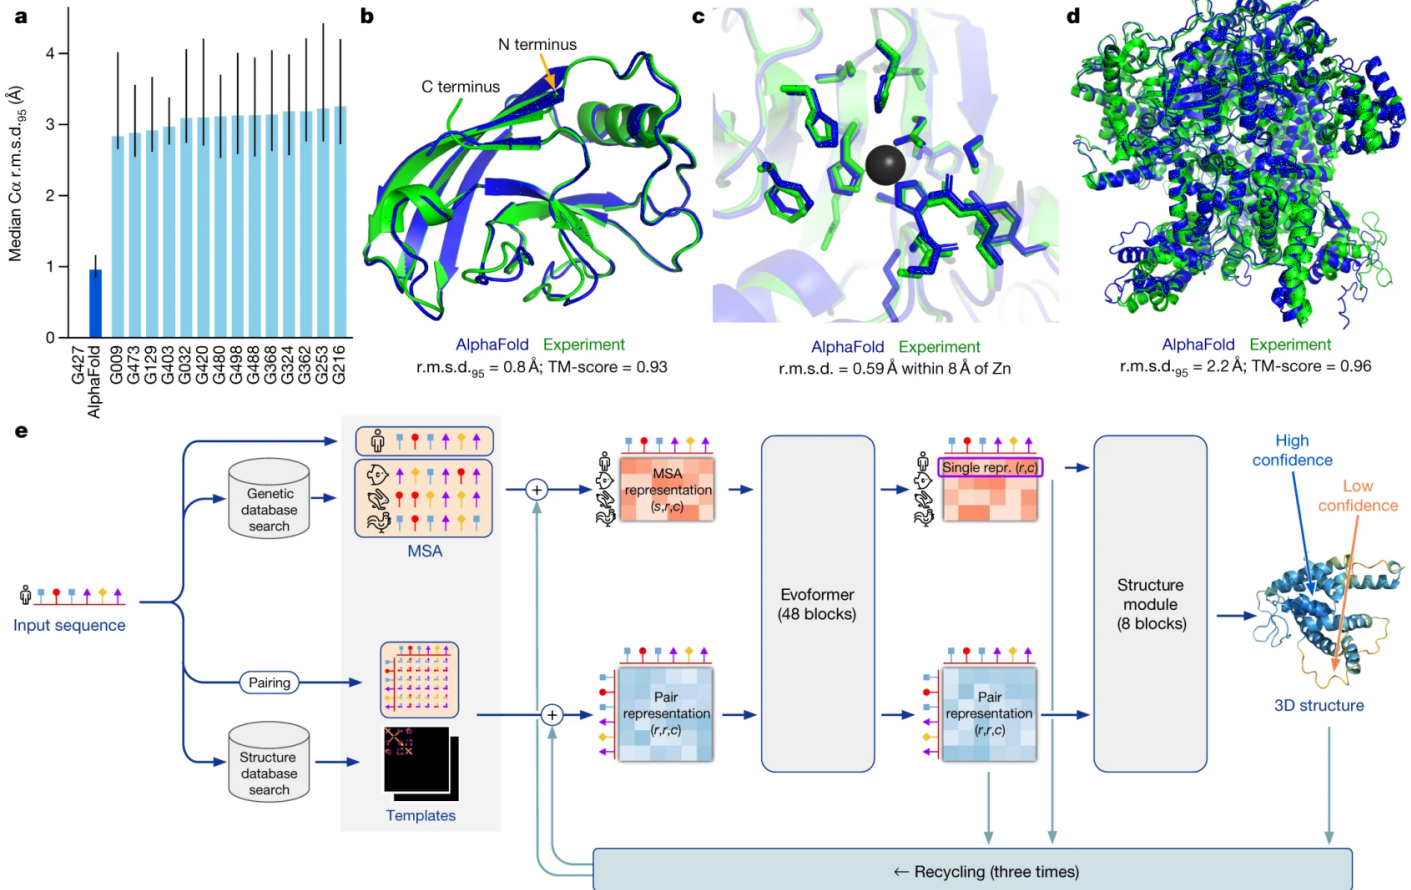 a
Median Cα r.m.s.d.95 (Å)
4
3
2
1
0
G427
AlphaFold
G009
G473
G129
G403
G032
G420
G480
G498
G488
G368
G324
G362
G253
G216
b
N terminus
C terminus
AlphaFold Experiment
r.m.s.d.95 = 0.8 Å; TM-score = 0.93
c
AlphaFold Experiment
r.m.s.d. = 0.59 Å within 8 Å of Zn
d
AlphaFold Experiment
r.m.s.d.95 = 2.2 Å; TM-score = 0.96
e
Input sequence
Genetic
database
search
Pairing
Structure
database
search
MSA
Templates
+
+
MSA
representation
(s,r,c)
Pair
representation
(r,r,c)
Evoformer
(48 blocks)
Single repr. (r,c)
Pair
representation
(r,r,c)
Structure
module
(8 blocks)
High
confidence
Low
confidence
3D structure
← Recycling (three times)